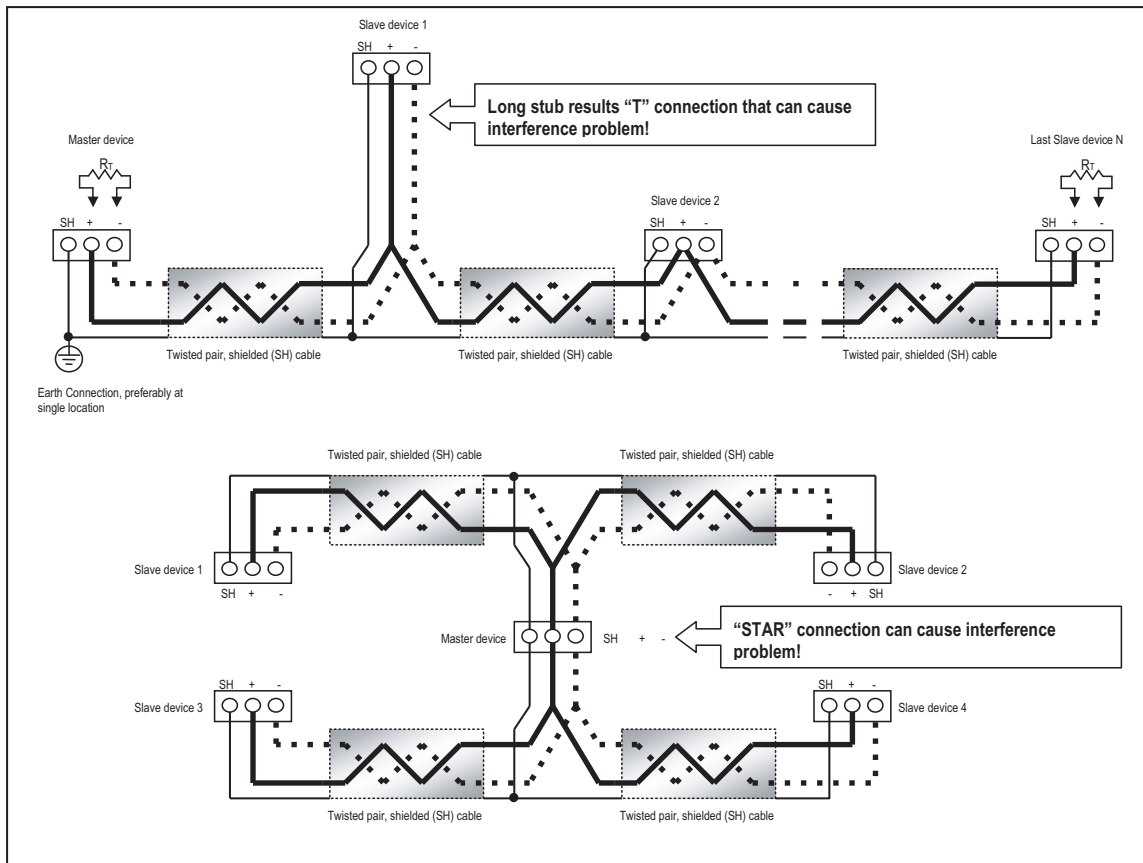 Slave device 1
SH + -
Long stub results “T” connection that can cause
interference problem!
Master device
RT
SH + -
Last Slave device N
RT
SH + -
Slave device 2
SH + -
Twisted pair, shielded (SH) cable
Twisted pair, shielded (SH) cable
Twisted pair, shielded (SH) cable
Earth Connection, preferably at
single location
Twisted pair, shielded (SH) cable
Twisted pair, shielded (SH) cable
Slave device 1
SH + -
Slave device 2
- + SH
Master device
SH + -
“STAR” connection can cause interference
problem!
Slave device 3
SH + -
Slave device 4
SH + -
Twisted pair, shielded (SH) cable
Twisted pair, shielded (SH) cable